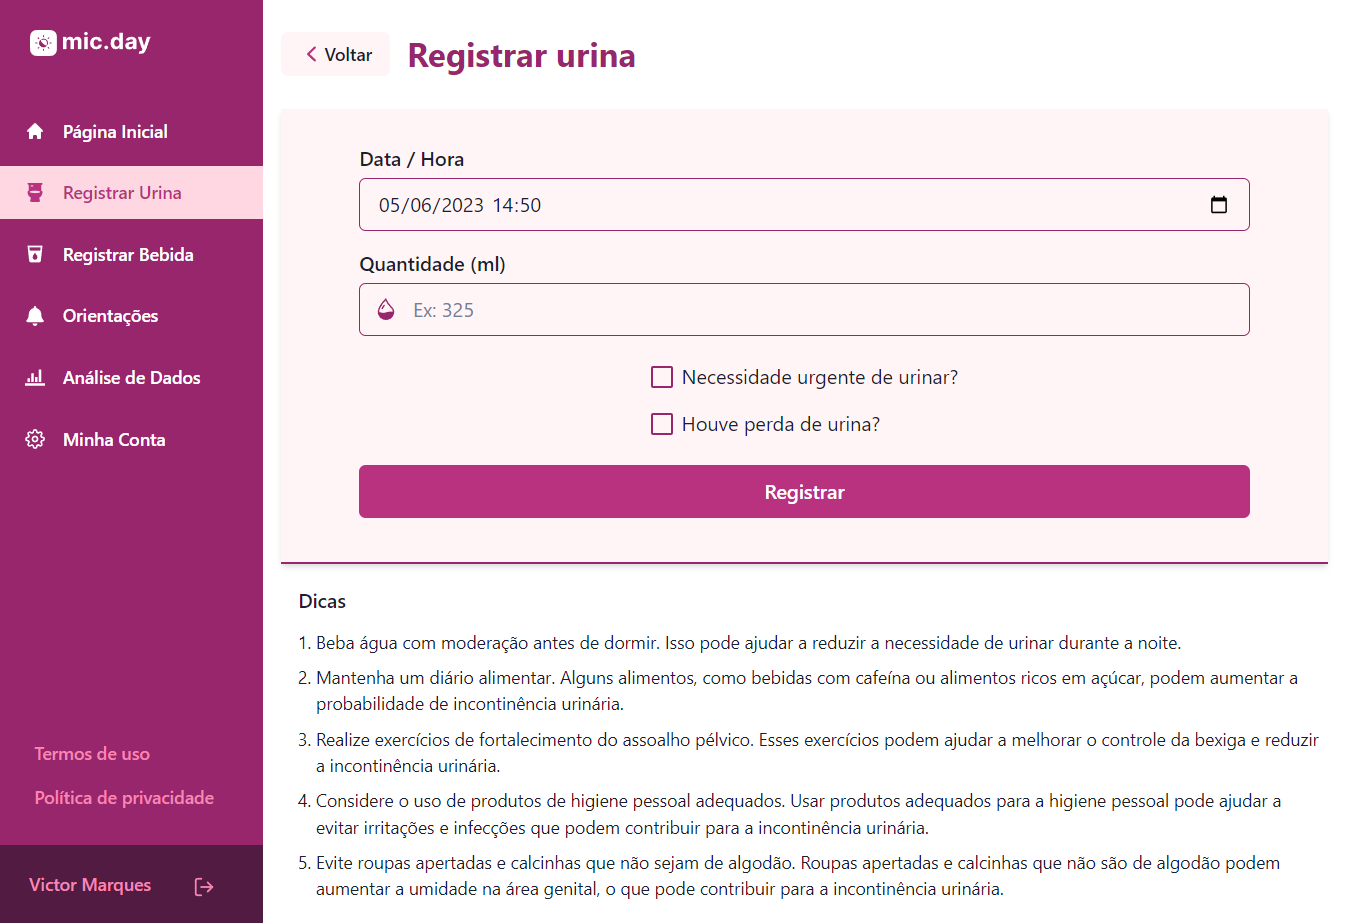 mic.day
Página Inicial
Registrar Urina
Registrar Bebida
Orientações
Análise de Dados
Minha Conta
Termos de uso
Política de privacidade
Victor Marques
Voltar
Registrar urina
Data / Hora
05/06/2023 14:50
Quantidade (ml)
Ex: 325
Necessidade urgente de urinar?
Houve perda de urina?
Registrar
Dicas
1. Beba água com moderação antes de dormir. Isso pode ajudar a reduzir a necessidade de urinar durante a noite.
2. Mantenha um diário alimentar. Alguns alimentos, como bebidas com cafeína ou alimentos ricos em açúcar, podem aumentar a
probabilidade de incontinência urinária.
3. Realize exercícios de fortalecimento do assoalho pélvico. Esses exercícios podem ajudar a melhorar o controle da bexiga e reduzir
a incontinência urinária.
4. Considere o uso de produtos de higiene pessoal adequados. Usar produtos adequados para a higiene pessoal pode ajudar a
evitar irritações e infecções que podem contribuir para a incontinência urinária.
5. Evite roupas apertadas e calcinhas que não sejam de algodão. Roupas apertadas e calcinhas que não são de algodão podem
aumentar a umidade na área genital, o que pode contribuir para a incontinência urinária.